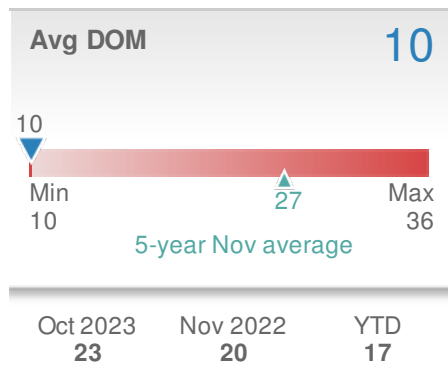 Avg DOM 10
10
Min Max
10 27 36
5-year Nov average
Oct 2023 Nov 2022 YTD
23 20 17